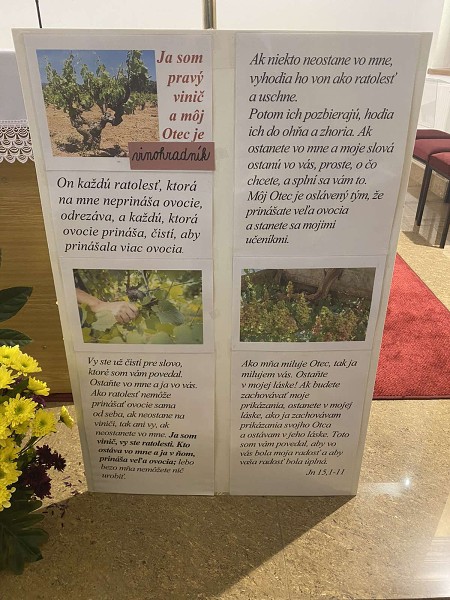 Ja som
pravý
vinič
a môj
Otec je
vinohradník
On každú ratolesť, ktorá
na mne neprináša ovocie,
odrezáva, a každú, ktorá
ovocie prináša, čistí, aby
prinášala viac ovocia.
Vy ste už čistí pre slovo,
ktoré som vám povedal.
Ostaňte vo mne a ja vo vás.
Ako ratolesť nemôže
prinášať ovocie sama
od seba, ak neostane na
viniči, tak ani vy, ak
neostanete vo mne. Ja som
vinič, vy ste ratolesti. Kto
ostáva vo mne a ja v ňom,
prináša veľa ovocia; lebo
bezo mňa nemôžete nič
urobiť.
Ak niekto neostane vo mne,
vyhodia ho von ako ratolesť
a uschne.
Potom ich pozbierajú, hodia
ich do ohňa a zhoria. Ak
ostanete vo mne a moje slová
ostanú vo vás, proste, o čo
chcete, a splní sa vám to.
Môj Otec je oslávený tým, že
prinášate veľa ovocia
a stanete sa mojimi
učeníkmi.
Ako mňa miluje Otec, tak ja
milujem vás. Ostaňte
v mojej láske! Ak budete
zachovávať moje
prikázania, ostanete v mojej
láske, ako ja zachovávam
prikázania svojho Otca
a ostávam v jeho láske. Toto
som vám povedal, aby vo
vás bola moja radosť a aby
vaša radosť bola úplná.
Jn 15,1-11